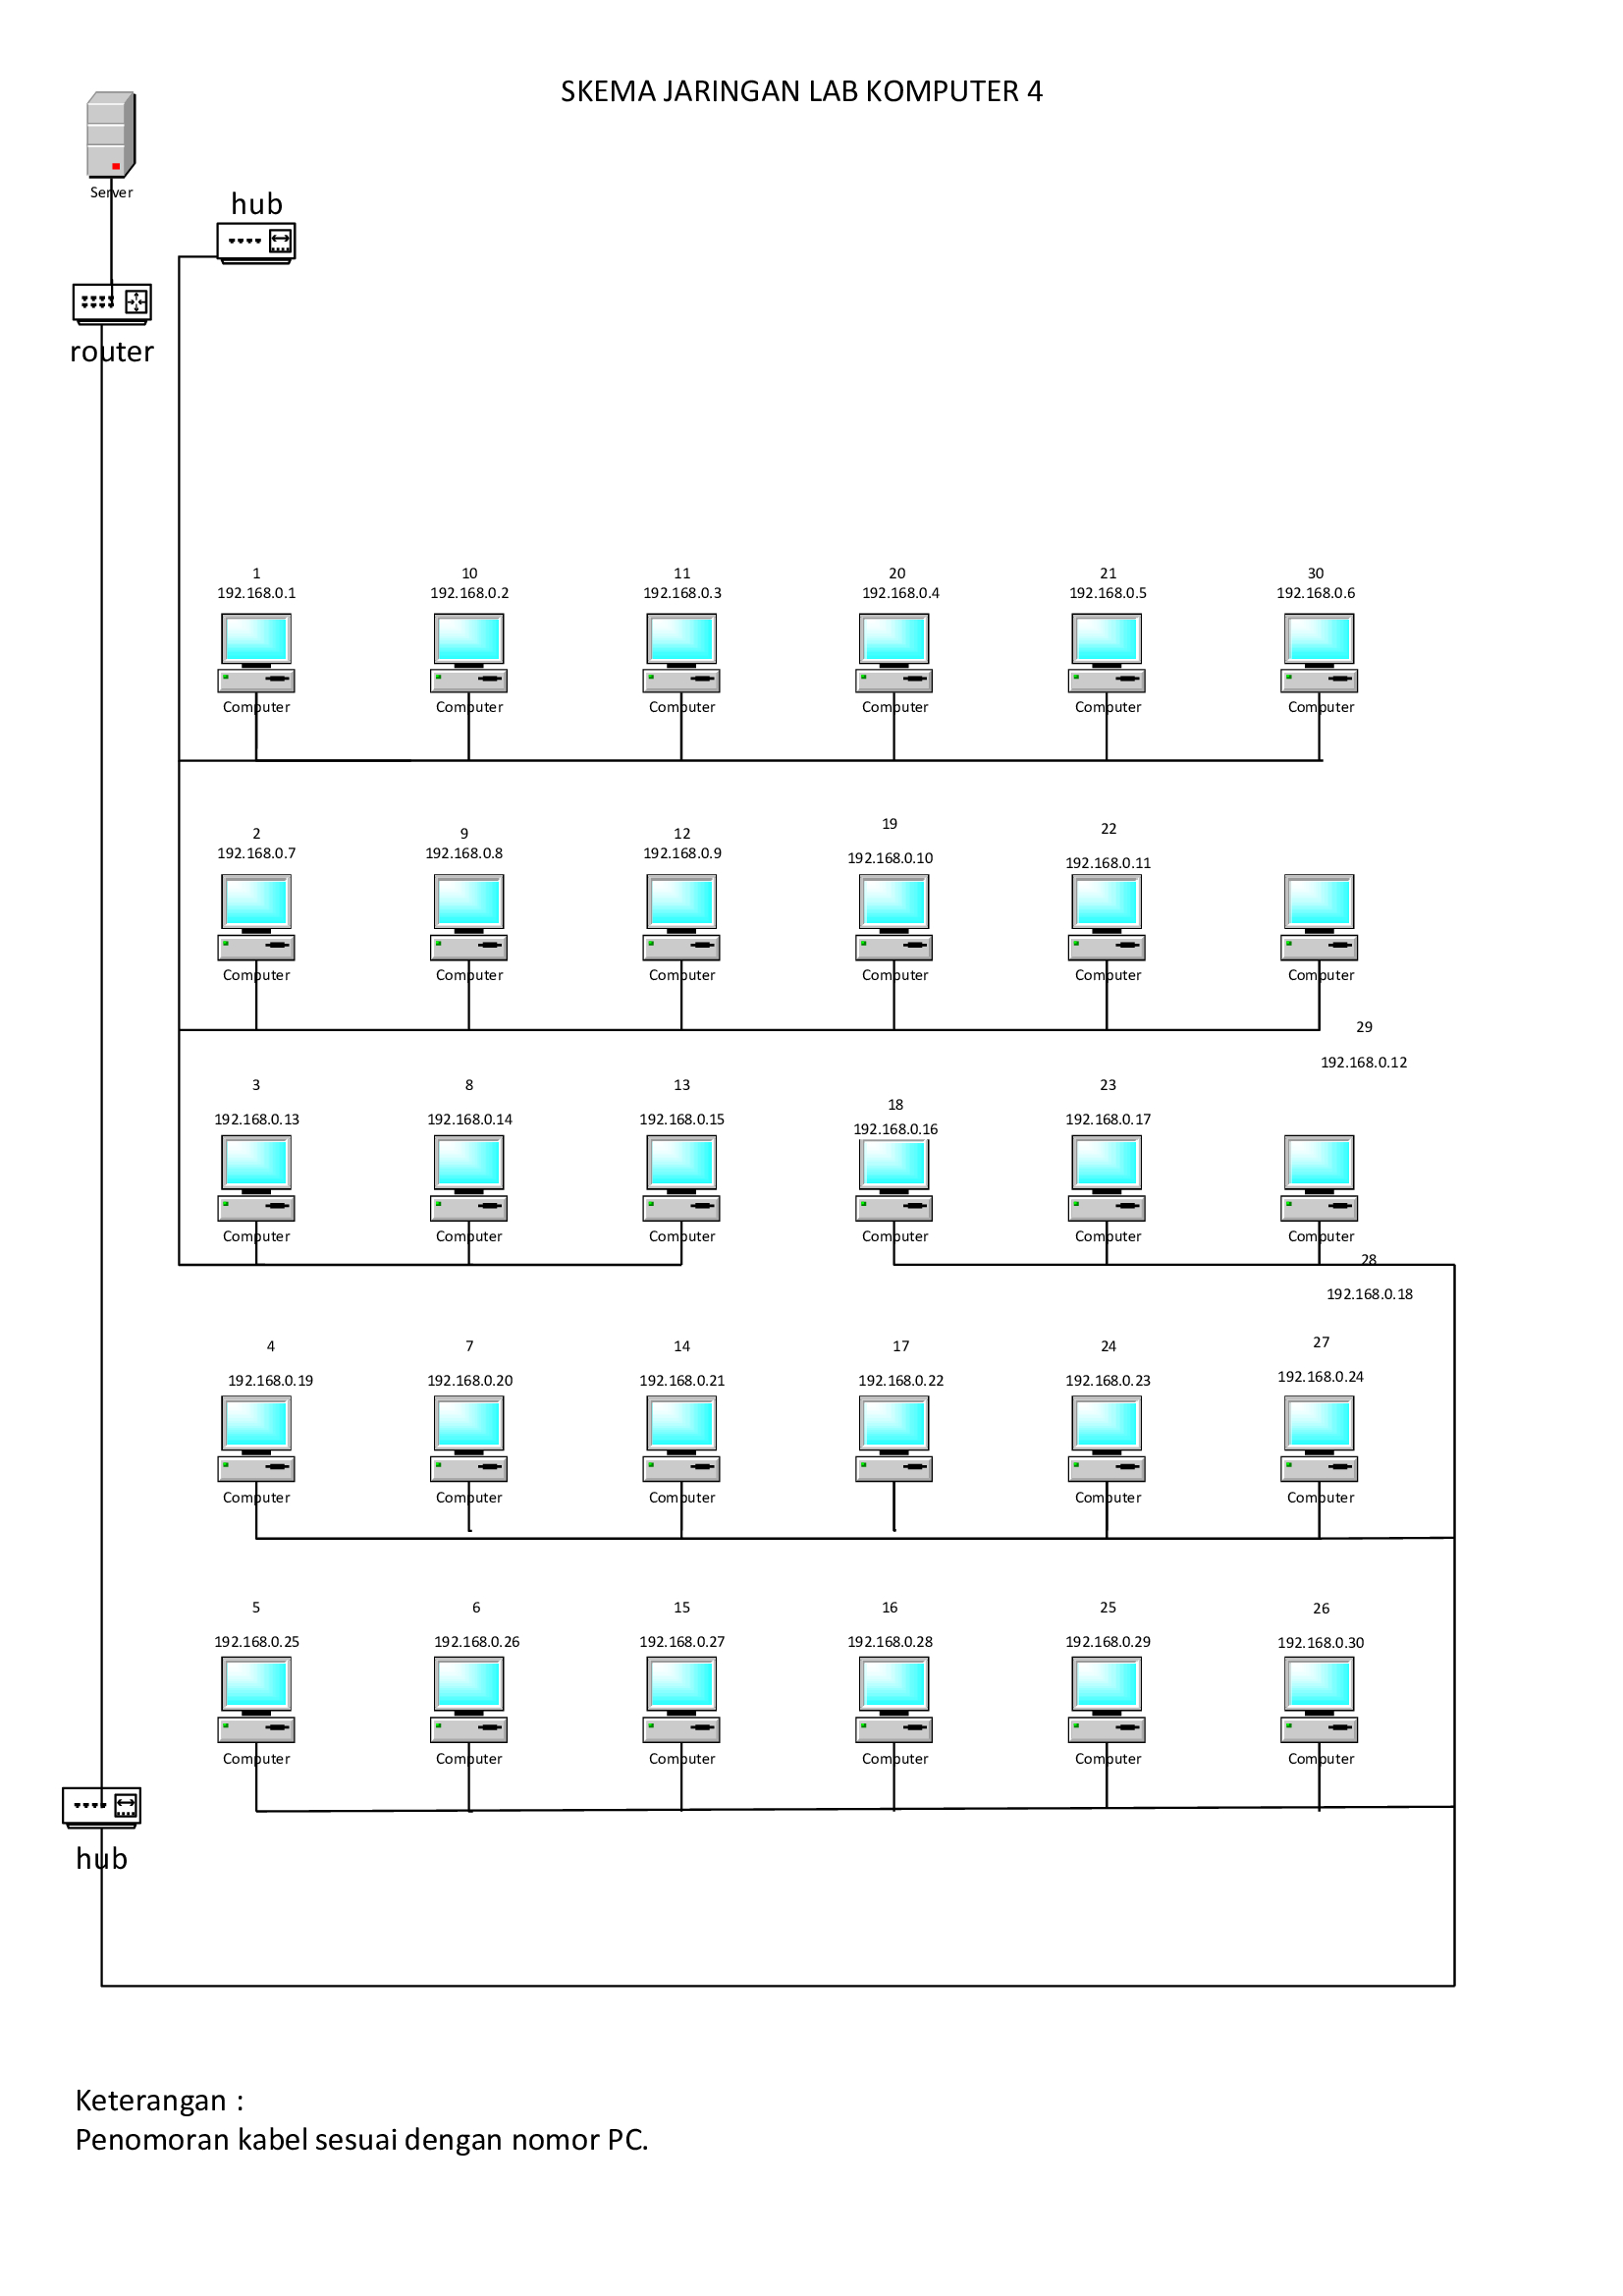 SKEMA JARINGAN LAB KOMPUTER 4
Server
hub
router
1
192.168.0.1
Computer
10
192.168.0.2
Computer
11
192.168.0.3
Computer
20
192.168.0.4
Computer
21
192.168.0.5
Computer
30
192.168.0.6
Computer
2
192.168.0.7
Computer
9
192.168.0.8
Computer
12
192.168.0.9
Computer
19
192.168.0.10
Computer
22
192.168.0.11
Computer
Computer
29
192.168.0.12
3
192.168.0.13
Computer
8
192.168.0.14
Computer
13
192.168.0.15
Computer
18
192.168.0.16
Computer
23
192.168.0.17
Computer
Computer
28
192.168.0.18
4
192.168.0.19
Computer
7
192.168.0.20
Computer
14
192.168.0.21
Computer
17
192.168.0.22
24
192.168.0.23
Computer
27
192.168.0.24
Computer
5
192.168.0.25
Computer
6
192.168.0.26
Computer
15
192.168.0.27
Computer
16
192.168.0.28
Computer
25
192.168.0.29
Computer
26
192.168.0.30
Computer
hub
Keterangan :
Penomoran kabel sesuai dengan nomor PC.